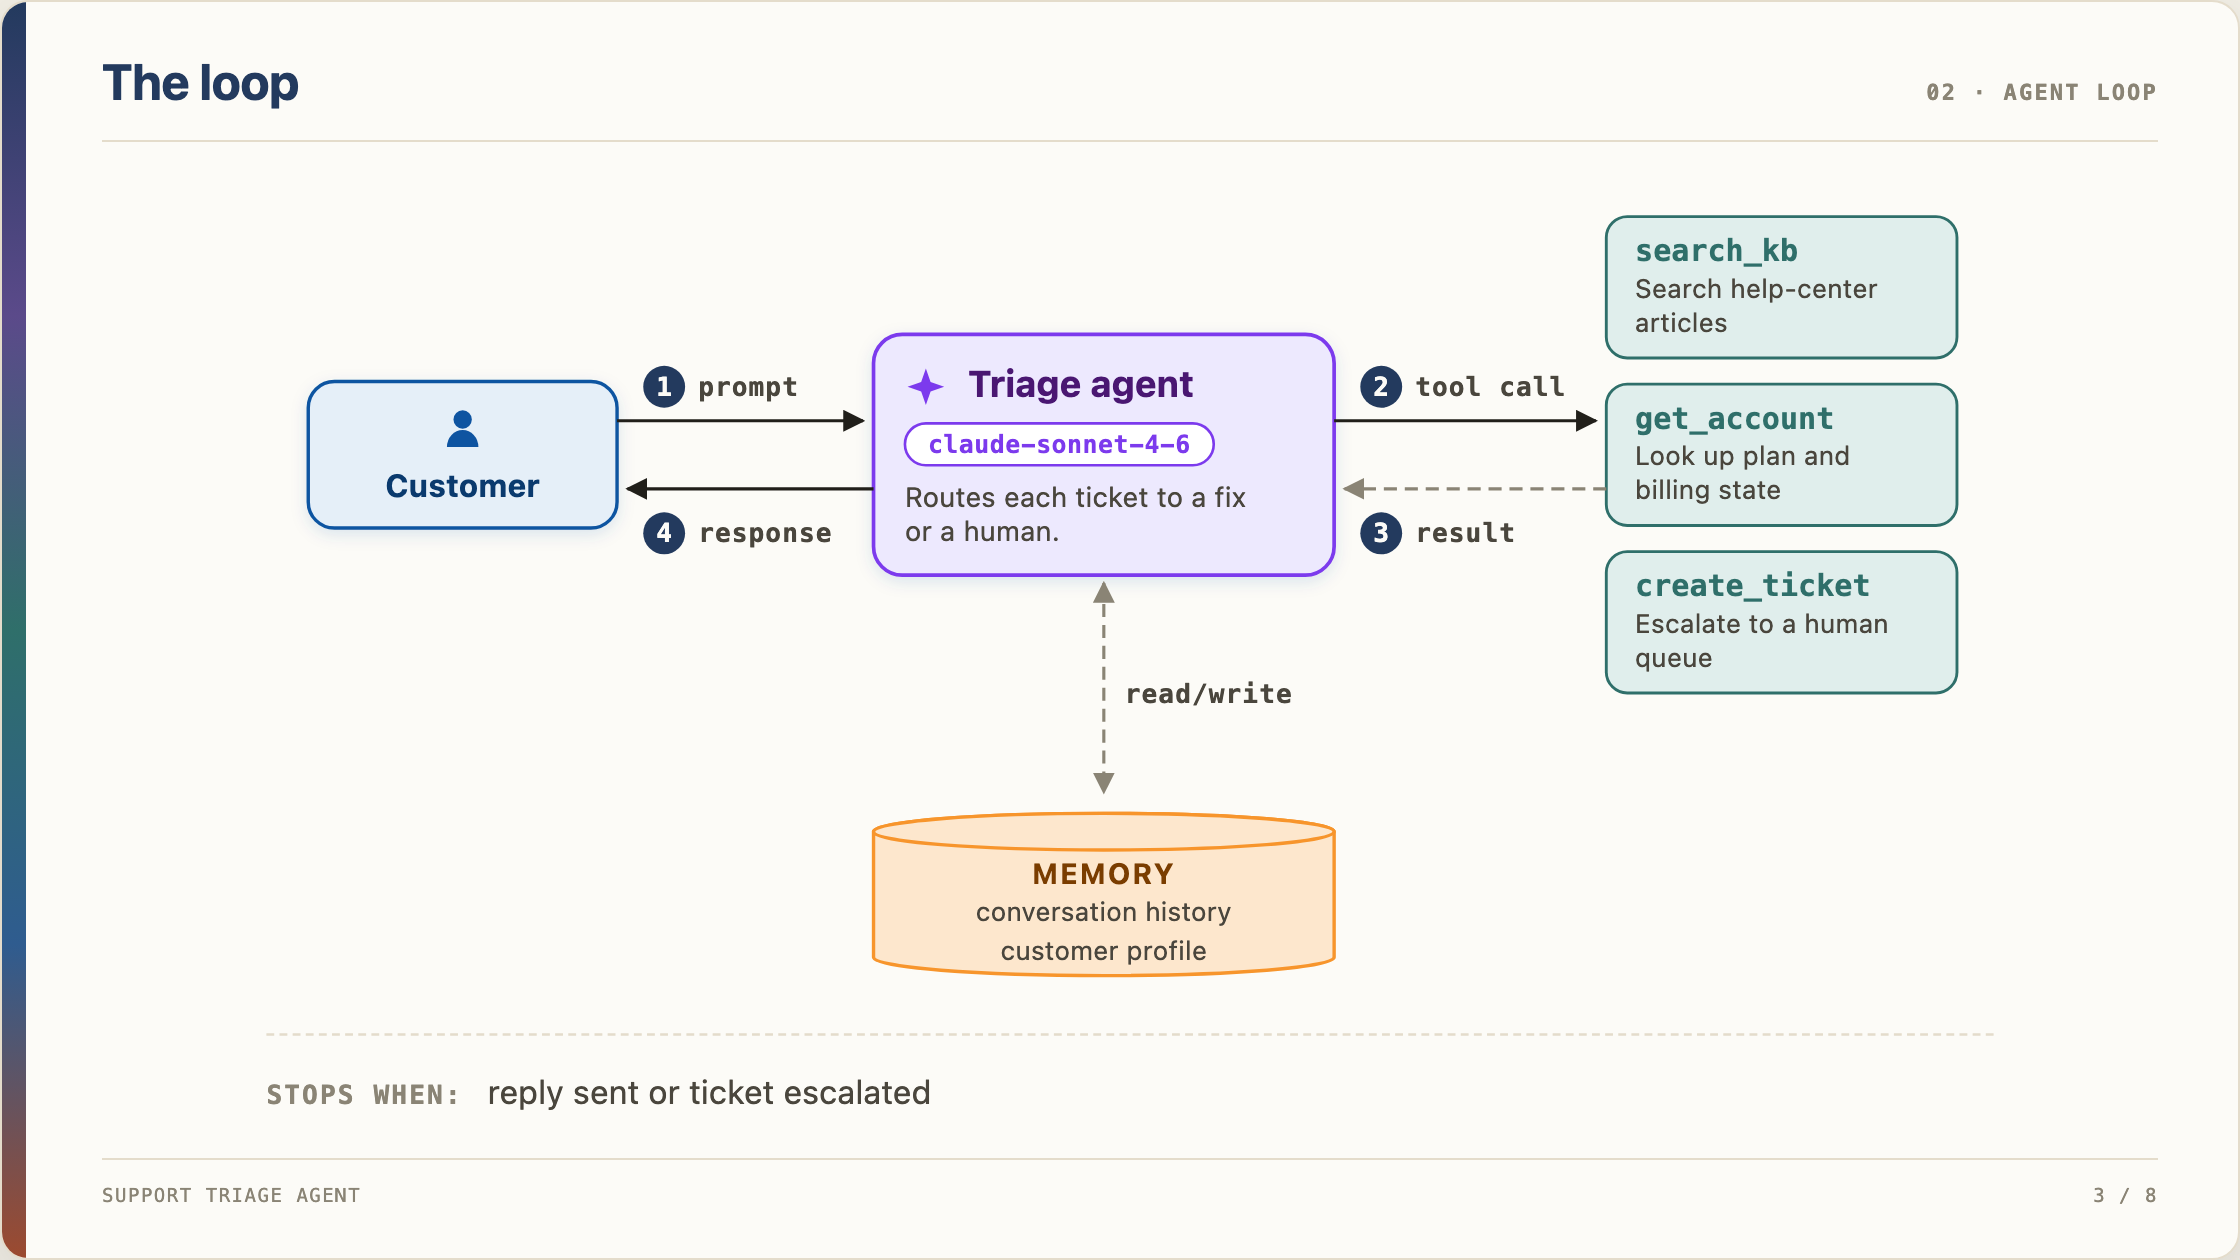 The loop
02 · AGENT LOOP
Customer
1 prompt
4 response
Triage agent
claude-sonnet-4-6
Routes each ticket to a fix
or a human.
2 tool call
3 result
search_kb
Search help-center
articles
get_account
Look up plan and
billing state
create_ticket
Escalate to a human
queue
read/write
MEMORY
conversation history
customer profile
STOPS WHEN: reply sent or ticket escalated
SUPPORT TRIAGE AGENT
3 / 8